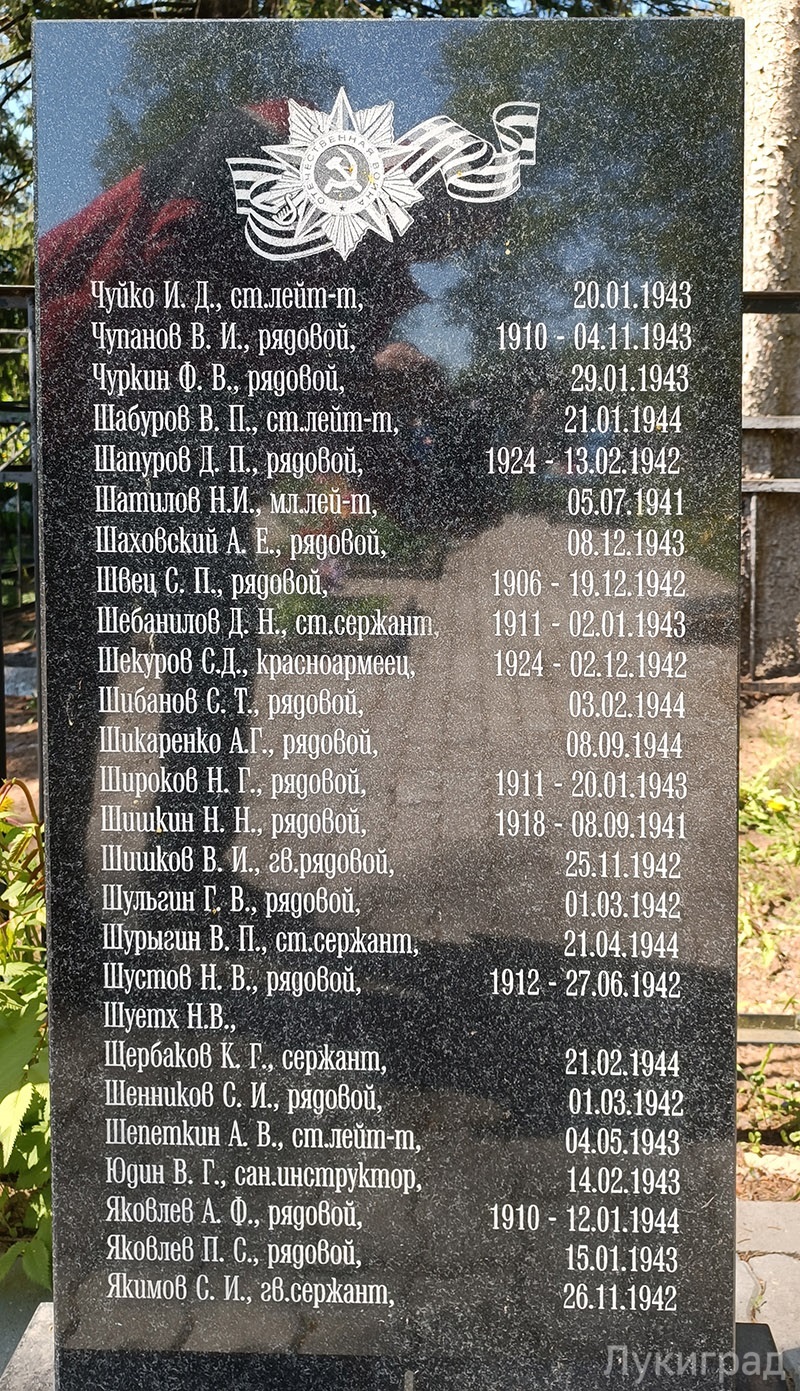 ОТЕЧЕСТВЕННАЯ ВОЙНА
Чуйко И. Д., ст.лейт-т, 20.01.1943
Чупанов В. И., рядовой, 1910 - 04.11.1943
Чуркин Ф. В., рядовой, 29.01.1943
Шабуров В. П., ст.лейт-т, 21.01.1944
Шапуров Д. П., рядовой, 1924 - 13.02.1942
Шатилов Н.И., мл.лей-т, 05.07.1941
Шаховский А. Е., рядовой, 08.12.1943
Швец С. П., рядовой, 1906 - 19.12.1942
Шебанилов Д. Н., ст.сержант, 1911 - 02.01.1943
Шекуров С.Д., красноармеец, 1924 - 02.12.1942
Шибанов С. Т., рядовой, 03.02.1944
Шикаренко А.Г., рядовой, 08.09.1944
Широков Н. Г., рядовой, 1911 - 20.01.1943
Шишкин Н. Н., рядовой, 1918 - 08.09.1941
Шишков В. И., гв.рядовой, 25.11.1942
Шульгин Г. В., рядовой, 01.03.1942
Шурыгин В. П., ст.сержант, 21.04.1944
Шустов Н. В., рядовой, 1912 - 27.06.1942
Шуетх Н.В.,
Щербаков К. Г., сержант, 21.02.1944
Шенников С. И., рядовой, 01.03.1942
Шепеткин А. В., ст.лейт-т, 04.05.1943
Юдин В. Г., сан.инструктор, 14.02.1943
Яковлев А. Ф., рядовой, 1910 - 12.01.1944
Яковлев П. С., рядовой, 15.01.1943
Якимов С. И., гв.сержант, 26.11.1942
Лукиград